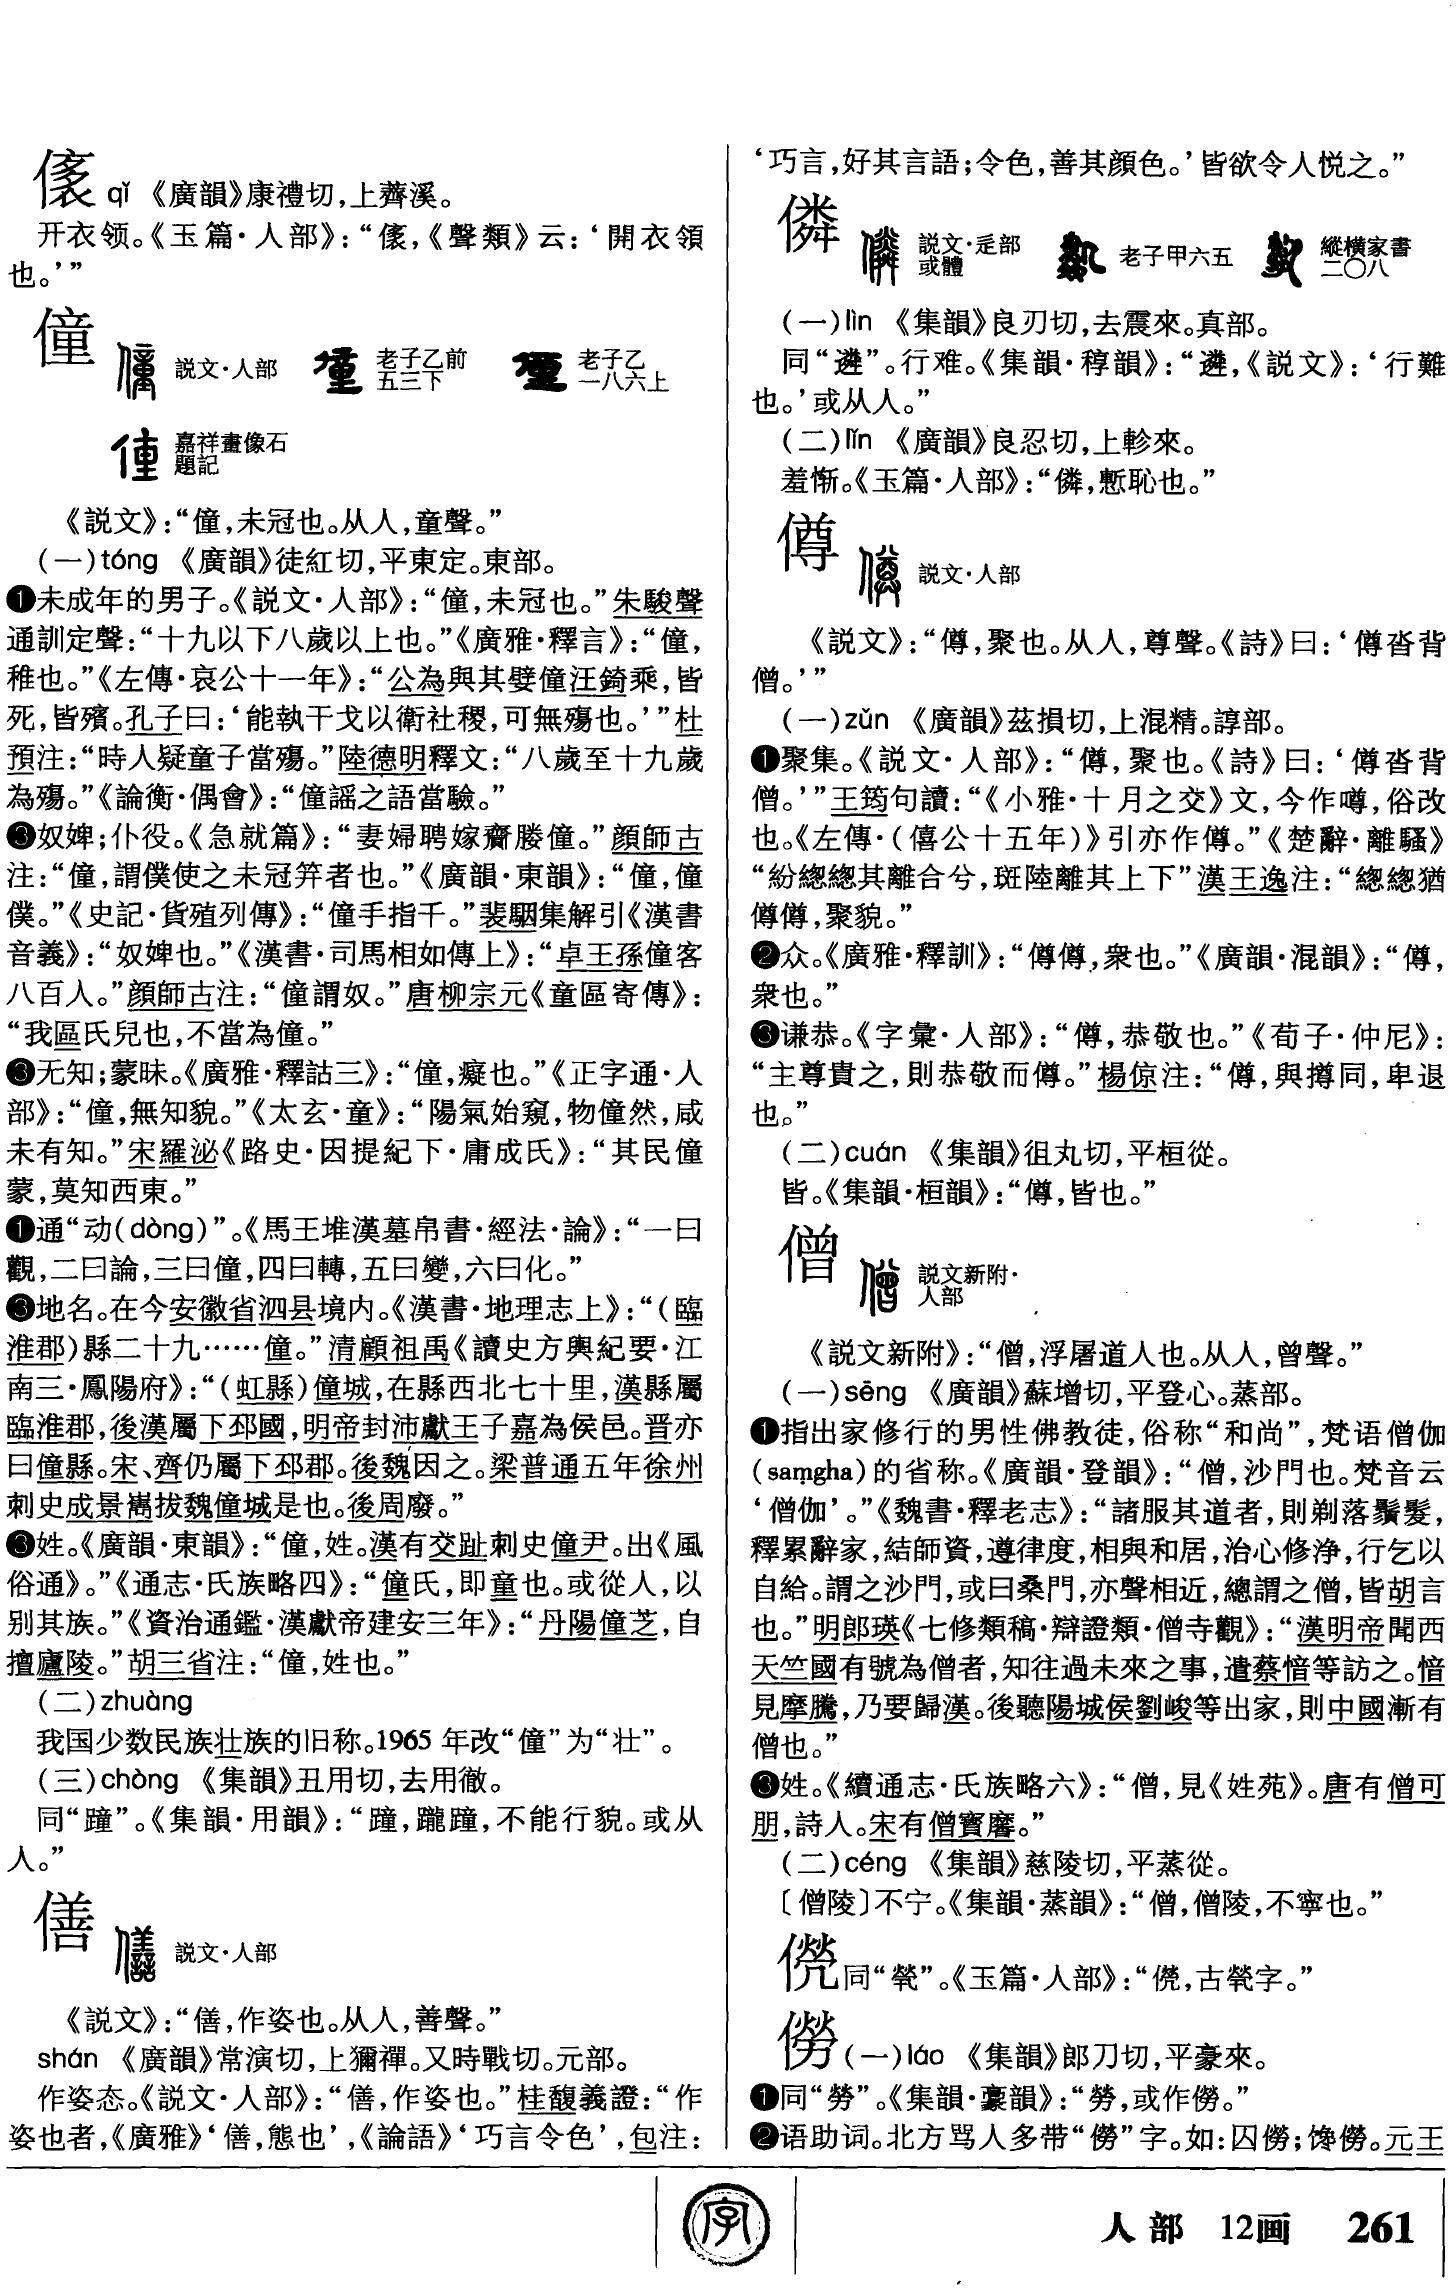 qǐ 《廣韻》康禮切，上薺溪。
开衣领。《玉篇·人部》：“𠎠，《聲類》云：‘開衣領
也。’”
僮 説文·人部 老子乙前五三下 老子乙一八六上
嘉祥畫像石題記
《説文》：“僮，未冠也。从人，童聲。”
(一)tóng 《廣韻》徒紅切，平東定。東部。
❶未成年的男子。《説文·人部》：“僮，未冠也。”朱駿聲
通訓定聲：“十九以下八歲以上也。”《廣雅·釋言》：“僮，
稚也。”《左傳·哀公十一年》：“公為與其嬖僮汪錡乘，皆
死，皆殯。孔子曰：‘能執干戈以衛社稷，可無殤也。’”杜
預注：“時人疑童子當殤。”陸德明釋文：“八歲至十九歲
為殤。”《論衡·偶會》：“僮謡之語當驗。”
❸奴婢；仆役。《急就篇》：“妻婦聘嫁齎媵僮。”顔師古
注：“僮，謂僕使之未冠笄者也。”《廣韻·東韻》：“僮，僮
僕。”《史記·貨殖列傳》：“僮手指千。”裴駰集解引《漢書
音義》：“奴婢也。”《漢書·司馬相如傳上》：“卓王孫僮客
八百人。”顔師古注：“僮謂奴。”唐柳宗元《童區寄傳》：
“我區氏兒也，不當為僮。”
❸无知；蒙昧。《廣雅·釋詁三》：“僮，癡也。”《正字通·人
部》：“僮，無知貌。”《太玄·童》：“陽氣始窺，物僮然，咸
未有知。”宋羅泌《路史·因提紀下·庸成氏》：“其民僮
蒙，莫知西東。”
❶通“动(dòng)”。《馬王堆漢墓帛書·經法·論》：“一曰
觀，二曰論，三曰僮，四曰轉，五曰變，六曰化。”
❸地名。在今安徽省泗县境内。《漢書·地理志上》：“(臨
淮郡)縣二十九……僮。”清顧祖禹《讀史方輿紀要·江
南三·鳳陽府》：“(虹縣)僮城，在縣西北七十里，漢縣屬
臨淮郡，後漢屬下邳國，明帝封沛獻王子嘉為侯邑。晋亦
曰僮縣。宋、齊仍屬下邳郡。後魏因之。梁普通五年徐州
刺史成景嶲拔魏僮城是也。後周廢。”
❸姓。《廣韻·東韻》：“僮，姓。漢有交趾刺史僮尹。出《風
俗通》。”《通志·氏族略四》：“僮氏，即童也。或從人，以
别其族。”《資治通鑑·漢獻帝建安三年》：“丹陽僮芝，自
擅廬陵。”胡三省注：“僮，姓也。”
(二)zhuàng
我国少数民族壮族的旧称。1965年改“僮”为“壮”。
(三)chòng 《集韻》丑用切，去用徹。
同“蹱”。《集韻·用韻》：“蹱，躘蹱，不能行貌。或从
人。”
僐 説文·人部
《説文》：“僐，作姿也。从人，善聲。”
shán 《廣韻》常演切，上獮禪。又時戰切。元部。
作姿态。《説文·人部》：“僐，作姿也。”桂馥義證：“作
姿也者，《廣雅》‘僐，態也’，《論語》‘巧言令色’，包注：
‘巧言，好其言語；令色，善其顔色。’皆欲令人悦之。”
僯 説文·辵部或體 老子甲六五 縱横家書二〇八
(一)lìn 《集韻》良刃切，去震來。真部。
同“遴”。行难。《集韻·稕韻》：“遴，《説文》：‘行難
也。’或从人。”
(二)lǐn 《廣韻》良忍切，上軫來。
羞惭。《玉篇·人部》：“僯，慙恥也。”
僔 説文·人部
《説文》：“僔，聚也。从人，尊聲。《詩》曰：‘僔沓背
僧。’”
(一)zǔn 《廣韻》茲損切，上混精。諄部。
❶聚集。《説文·人部》：“僔，聚也。《詩》曰：‘僔沓背
僧。’”王筠句讀：“《小雅·十月之交》文，今作噂，俗改
也。《左傳·(僖公十五年)》引亦作僔。”《楚辭·離騷》
“紛總總其離合兮，斑陸離其上下”漢王逸注：“總總猶
僔僔，聚貌。”
❷众。《廣雅·釋訓》：“僔僔，衆也。”《廣韻·混韻》：“僔，
衆也。”
❸谦恭。《字彙·人部》：“僔，恭敬也。”《荀子·仲尼》：
“主尊貴之，則恭敬而僔。”楊倞注：“僔，與撙同，卑退
也。”
(二)cuán 《集韻》徂丸切，平桓從。
皆。《集韻·桓韻》：“僔，皆也。”
僧 説文新附·人部
《説文新附》：“僧，浮屠道人也。从人，曾聲。”
(一)sēng 《廣韻》蘇增切，平登心。蒸部。
❶指出家修行的男性佛教徒，俗称“和尚”，梵语僧伽
(saṃgha)的省称。《廣韻·登韻》：“僧，沙門也。梵音云
‘僧伽’。”《魏書·釋老志》：“諸服其道者，則剃落鬚髮，
釋累辭家，結師資，遵律度，相與和居，治心修浄，行乞以
自給。謂之沙門，或曰桑門，亦聲相近，總謂之僧，皆胡言
也。”明郎瑛《七修類稿·辯證類·僧寺觀》：“漢明帝聞西
天竺國有號為僧者，知往過未來之事，遣蔡愔等訪之。愔
見摩騰，乃要歸漢。後聽陽城侯劉峻等出家，則中國漸有
僧也。”
❸姓。《續通志·氏族略六》：“僧，見《姓苑》。唐有僧可
朋，詩人。宋有僧寶麐。”
(二)céng 《集韻》慈陵切，平蒸從。
〔僧陵〕不宁。《集韻·蒸韻》：“僧，僧陵，不寧也。”
同“煢”。《玉篇·人部》：
僗(一)láo 《集韻》郎刀切，平豪來。
❶同“勞”。《集韻·豪韻》：“勞，或作僗。”
❷语助词。北方骂人多带“僗”字。如：囚僗；馋僗。元王
字 人部 12画 261